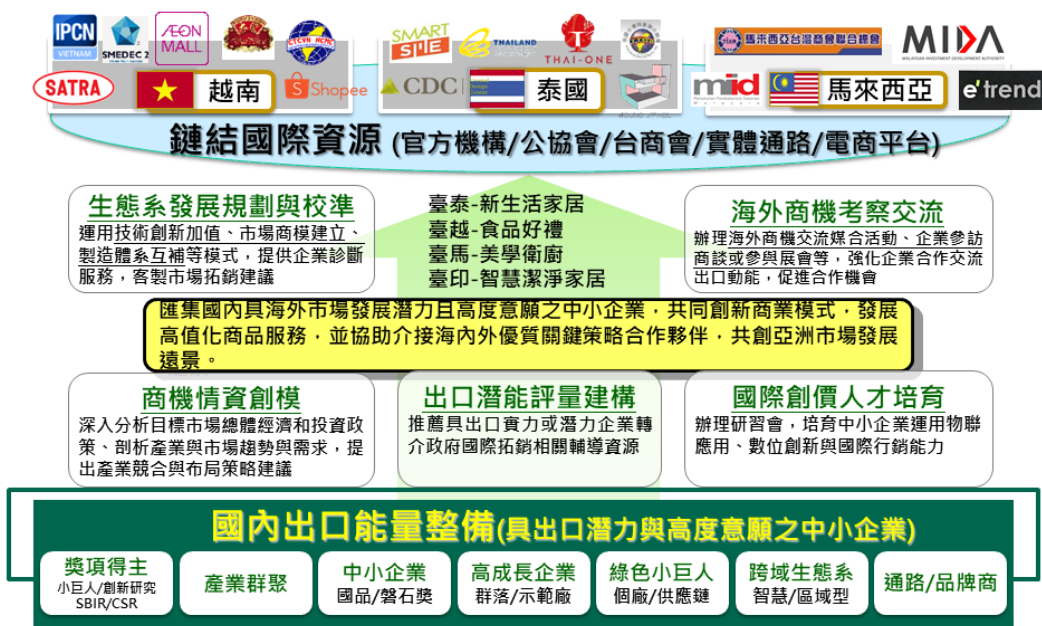 IPCN
VIETNAM
SMEDEC 2
ÆON
MALL
CTCVN HCMC
SMART
SME
THAILAND
THAI-ONE
馬來西亞台灣商會聯合總會
MIDA
MALAYSIAN INVESTMENT DEVELOPMENT AUTHORITY
SATRA
越南
Shopee
CDC
泰國
mid
馬來西亞
e'trend
鏈結國際資源 (官方機構/公協會/台商會/實體通路/電商平台)
生態系發展規劃與校準
運用技術創新加值、市場商模建立、
製造體系互補等模式，提供企業診斷
服務，客製市場拓銷建議
臺泰-新生活家居
臺越-食品好禮
臺馬-美學衛廚
臺印-智慧潔淨家居
海外商機考察交流
辦理海外商機交流媒合活動、企業參訪
商談或參與展會等，強化企業合作交流
出口動能，促進合作機會
匯集國內具海外市場發展潛力且高度意願之中小企業，共同創新商業模式，發展
高值化商品服務，並協助介接海內外優質關鍵策略合作夥伴，共創亞洲市場發展
遠景。
商機情資創模
深入分析目標市場總體經濟和投資政
策、剖析產業與市場趨勢與需求，提
出產業競合與布局策略建議
出口潛能評量建構
推薦具出口實力或潛力企業轉
介政府國際拓銷相關輔導資源
國際創價人才培育
辦理研習會，培育中小企業運用物聯
應用、數位創新與國際行銷能力
國內出口能量整備(具出口潛力與高度意願之中小企業)
獎項得主
小巨人/創新研究
SBIR/CSR
產業群聚
中小企業
國品/磐石獎
高成長企業
群落/示範廠
綠色小巨人
個廠/供應鏈
跨域生態系
智慧/區域型
通路/品牌商